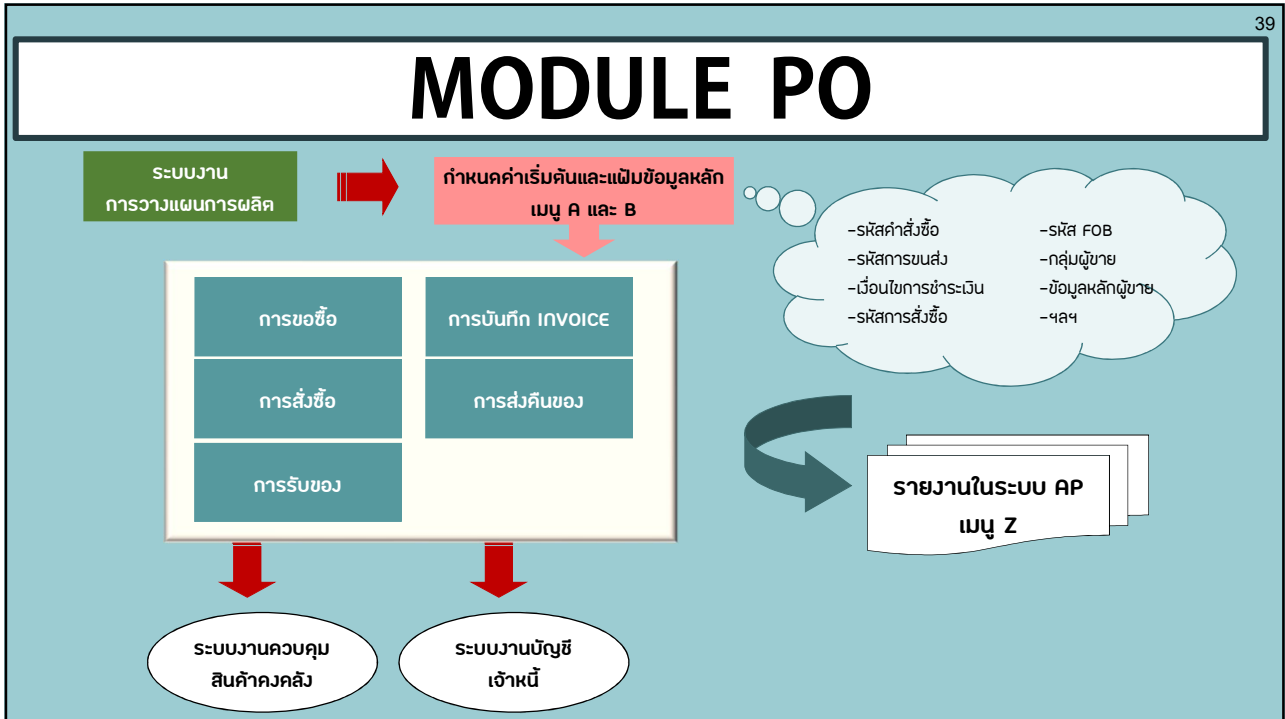 39
MODULE PO
ระบบงาน
การวางแผนการผลิต
กำหนดค่าเริ่มต้นและแฟ้มข้อมูลหลัก
เมนู A และ B
-รหัสคำสั่งซื้อ
-รหัสการขนส่ง
-เงื่อนไขการชำระเงิน
-รหัสการสั่งซื้อ
-รหัส FOB
-กลุ่มผู้ขาย
-ข้อมูลหลักผู้ขาย
-ฯลฯ
การขอซื้อ
การบันทึก INVOICE
การสั่งซื้อ
การส่งคืนของ
การรับของ
รายงานในระบบ AP
เมนู Z
ระบบงานควบคุม
สินค้าคงคลัง
ระบบงานบัญชี
เจ้าหนี้